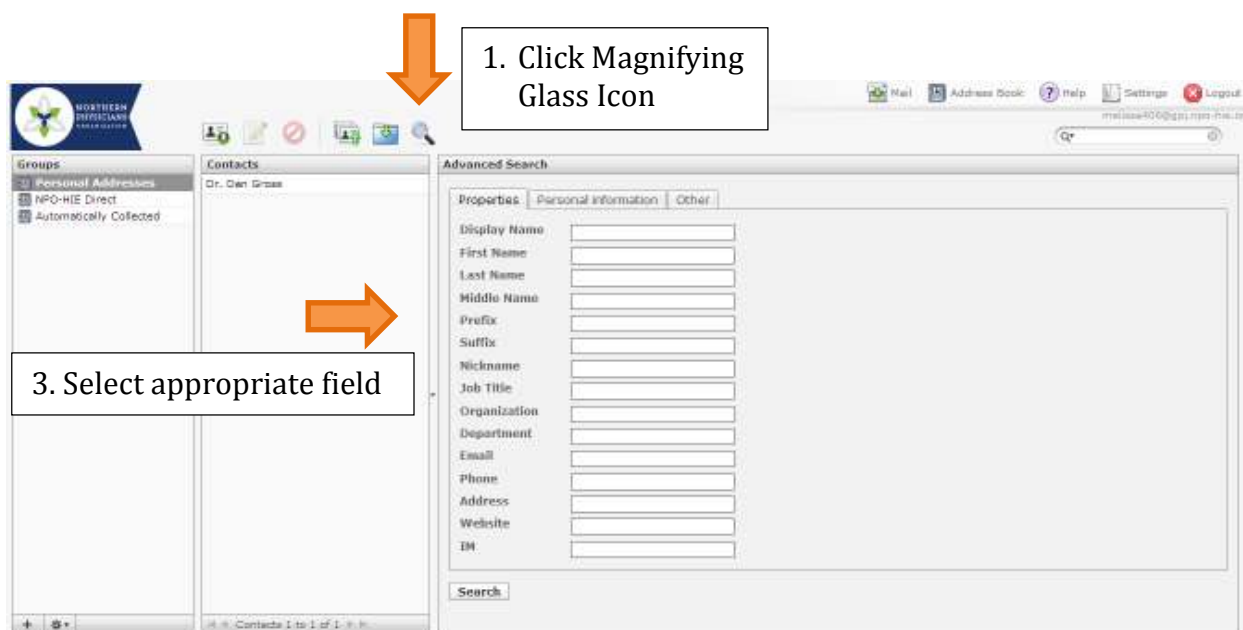 1. Click Magnifying
Glass Icon
NORTHERN
PHYSICIANS
ORGANIZATION
Mail Address Book Help Settings Logout
Groups
Contacts
Advanced Search
Personal Addresses
NPO-HIE Direct
Automatically Collected
Dr. Dan Gross
Properties Personal information Other
Display Name
First Name
Last Name
Middle Name
Prefix
Suffix
Nickname
Job Title
Organization
Department
Email
Phone
Address
Website
IM
3. Select appropriate field
Search
Contacts 1 to 1 of 1